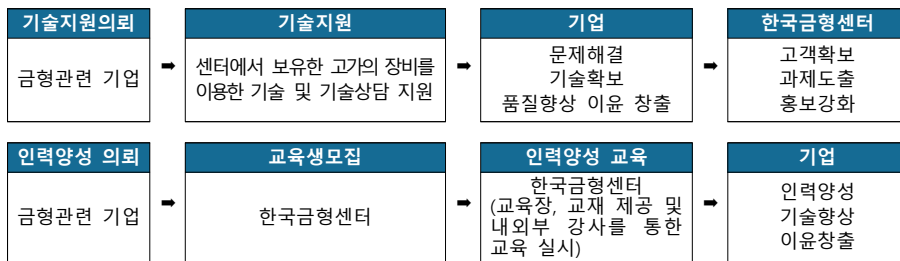 기술지원의뢰
금형관련 기업
➡
기술지원
센터에서 보유한 고가의 장비를
이용한 기술 및 기술상담 지원
➡
기업
문제해결
기술확보
품질향상 이윤 창출
➡
한국금형센터
고객확보
과제도출
홍보강화
인력양성 의뢰
금형관련 기업
➡
교육생모집
한국금형센터
➡
인력양성 교육
한국금형센터
(교육장, 교재 제공 및
내외부 강사를 통한
교육 실시)
➡
기업
인력양성
기술향상
이윤창출